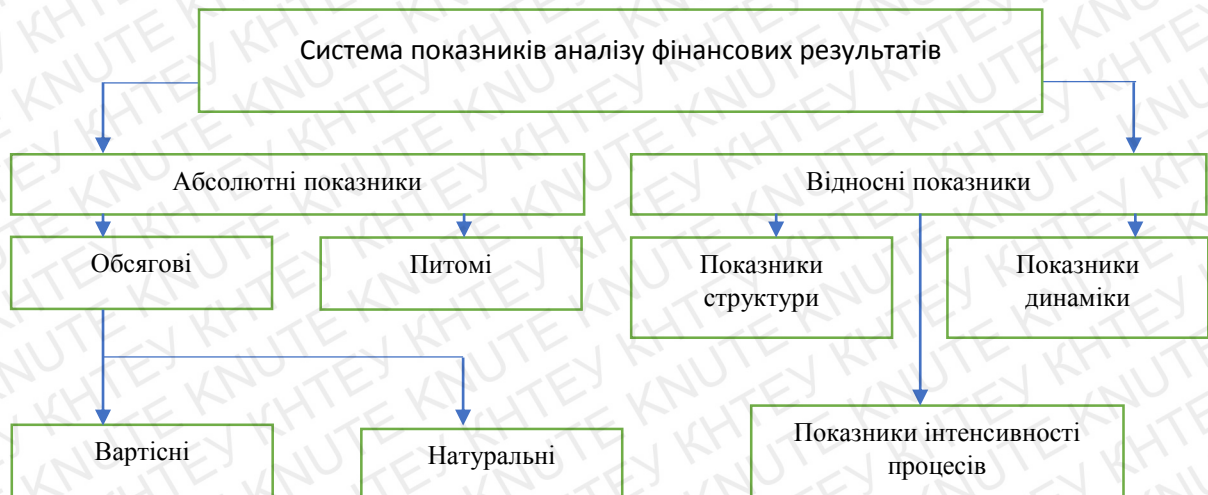 Система показників аналізу фінансових результатів
Абсолютні показники
Відносні показники
Обсягові
Питомі
Показники
структури
Показники
динаміки
Вартісні
Натуральні
Показники інтенсивності
процесів